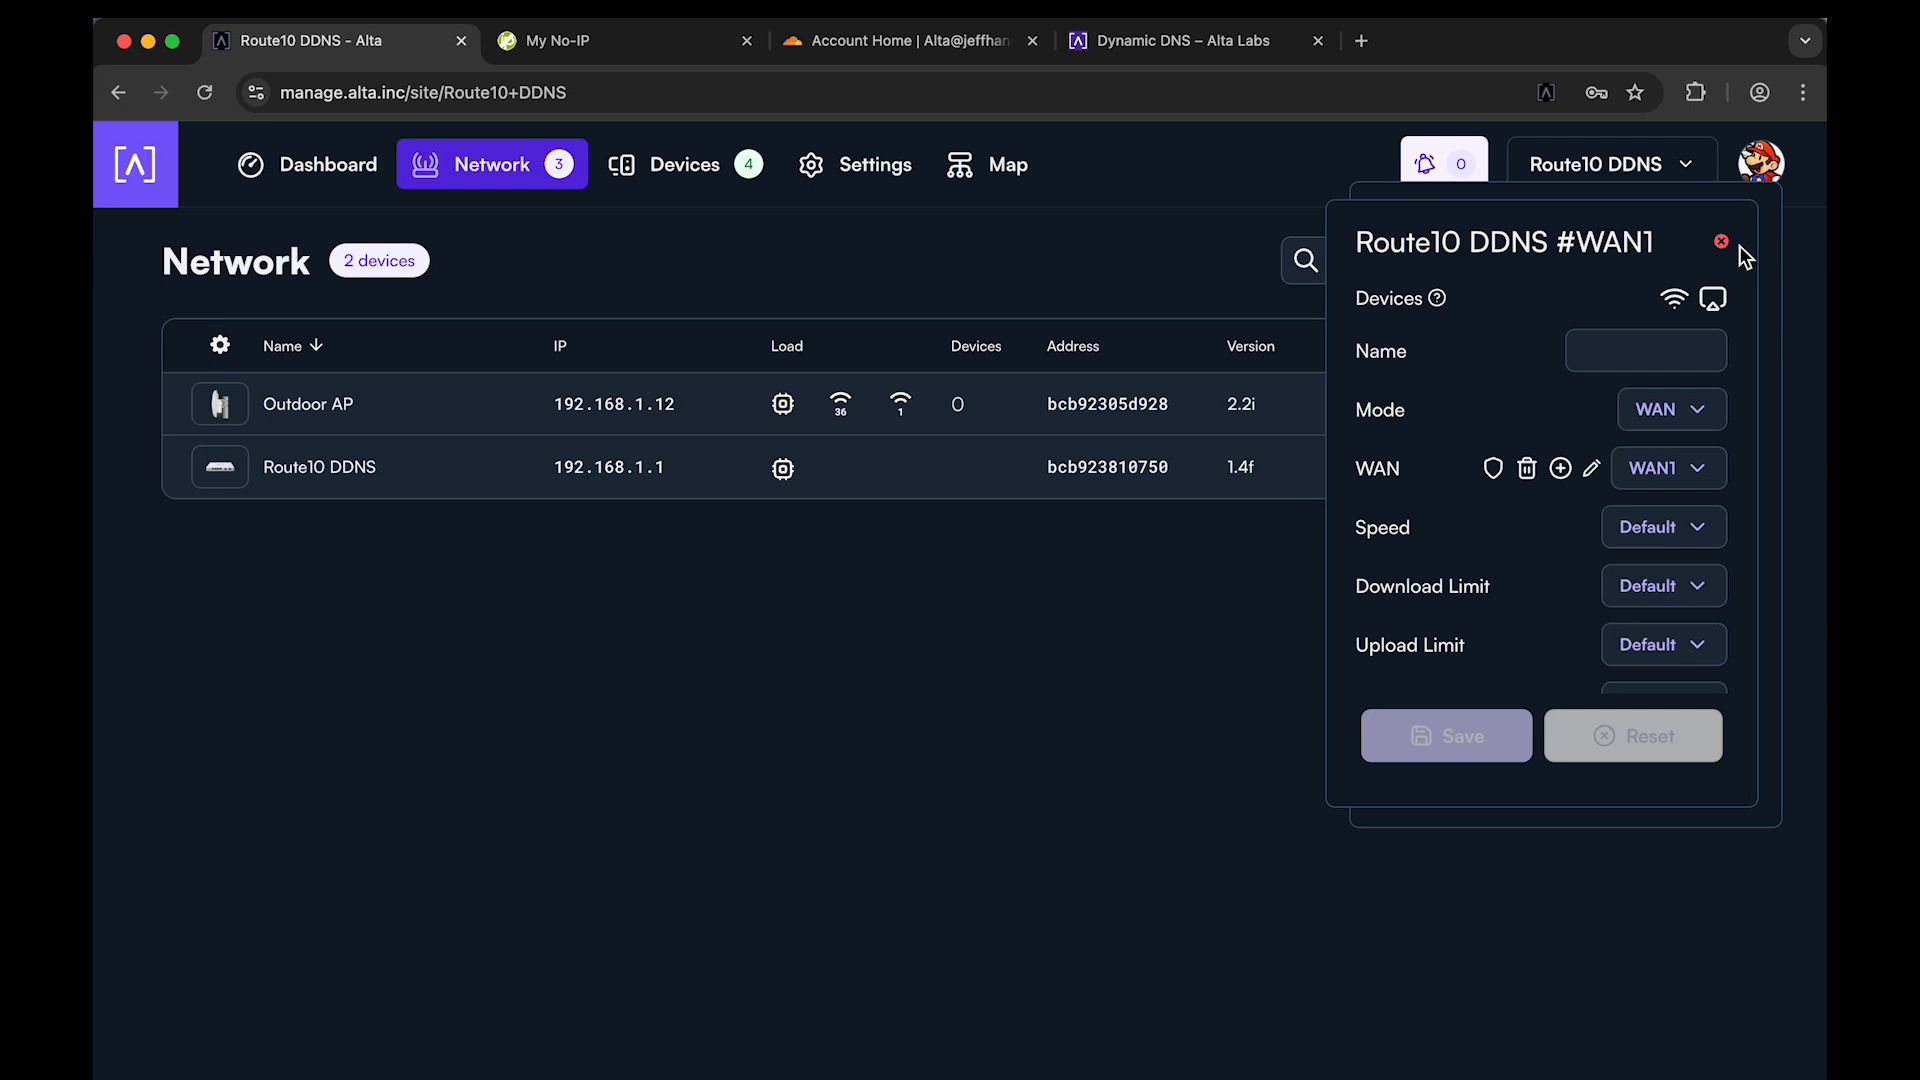 Route10 DDNS - Alta
My No-IP
Account Home | Alta@jeffhan
Dynamic DNS – Alta Labs
manage.alta.inc/site/Route10+DDNS
Dashboard
Network 3
Devices 4
Settings
Map
0
Route10 DDNS
Network
2 devices
Name
IP
Load
Devices
Address
Version
Outdoor AP
192.168.1.12
36
1
0
bcb92305d928
2.2i
Route10 DDNS
192.168.1.1
bcb923810750
1.4f
Route10 DDNS #WAN1
Devices
Name
Mode
WAN
WAN
WAN1
Speed
Default
Download Limit
Default
Upload Limit
Default
Save
Reset